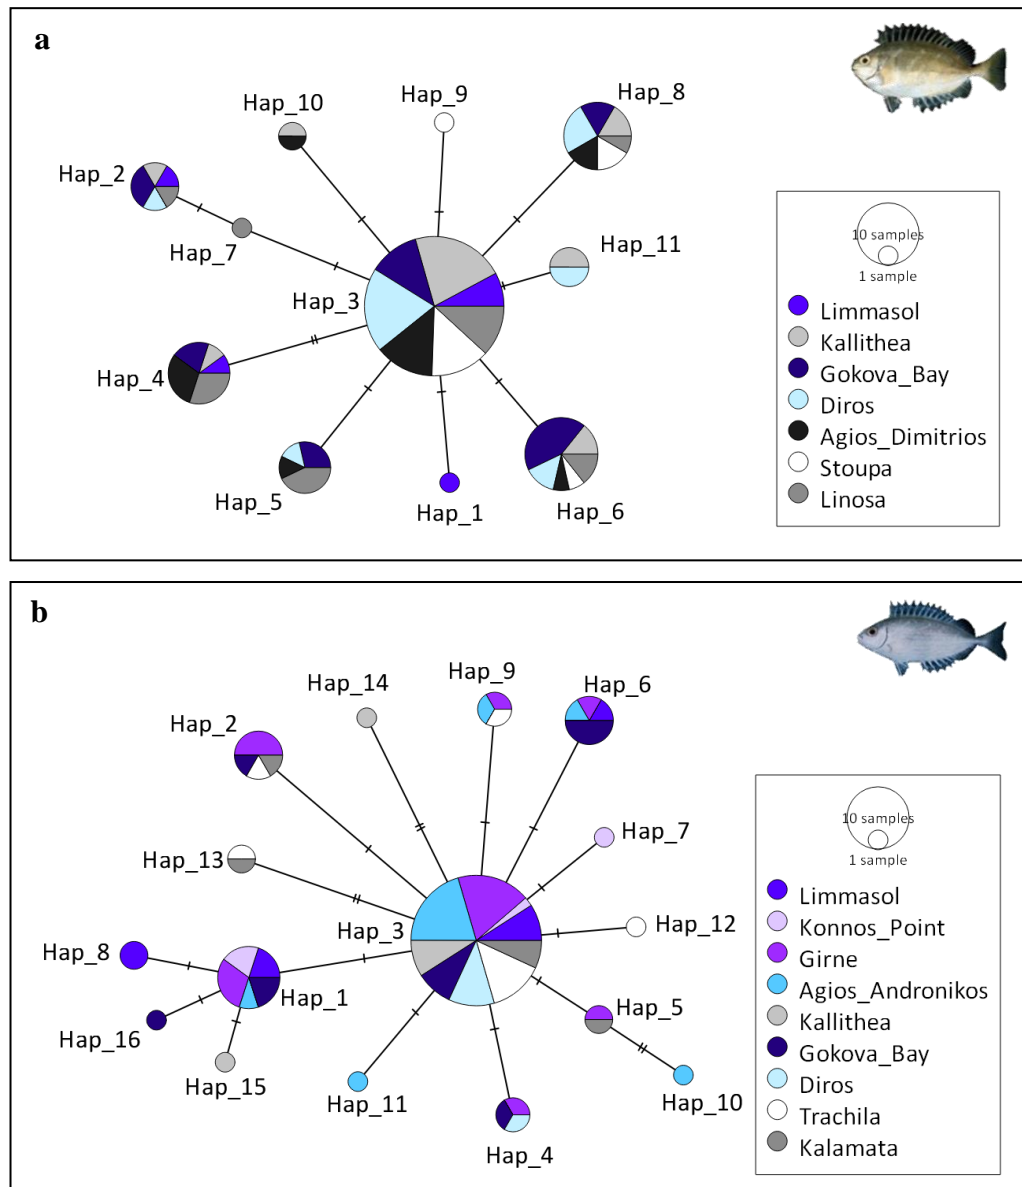 a
Hap_9
Hap_10
Hap_8
Hap_2
Hap_7
Hap_11
Hap_3
Hap_4
Hap_5
Hap_1
Hap_6
10 samples
1 sample
Limmasol
Kallithea
Gokova_Bay
Diros
Agios_Dimitrios
Stoupa
Linosa
b
Hap_14
Hap_9
Hap_6
Hap_2
Hap_7
Hap_13
Hap_3
Hap_12
Hap_8
Hap_1
Hap_5
Hap_16
Hap_15
Hap_11
Hap_10
Hap_4
10 samples
1 sample
Limmasol
Konnos_Point
Girne
Agios_Andronikos
Kallithea
Gokova_Bay
Diros
Trachila
Kalamata